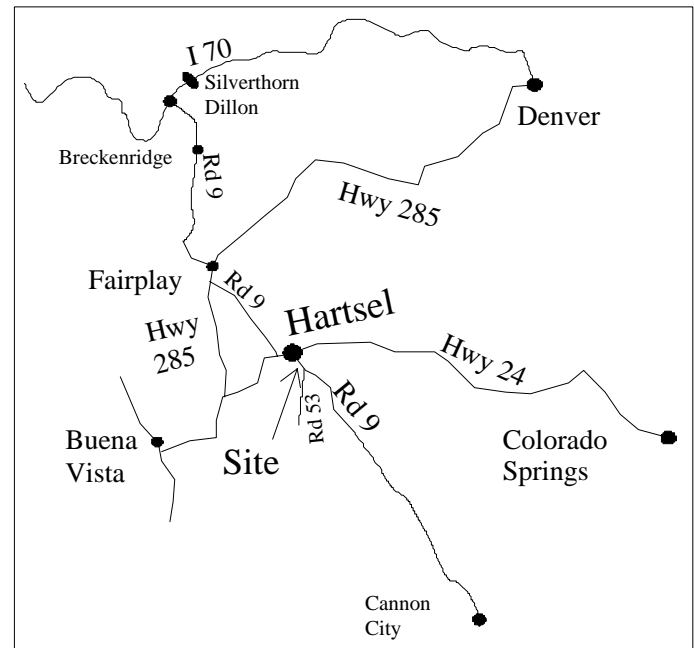 I 70
Silverthorn
Dillon
Denver
Breckenridge
Rd 9
Hwy 285
Fairplay
Rd 9
Hartsel
Hwy
285
Hwy 24
Rd 53
Rd 9
Buena
Vista
Site
Colorado
Springs
Cannon
City